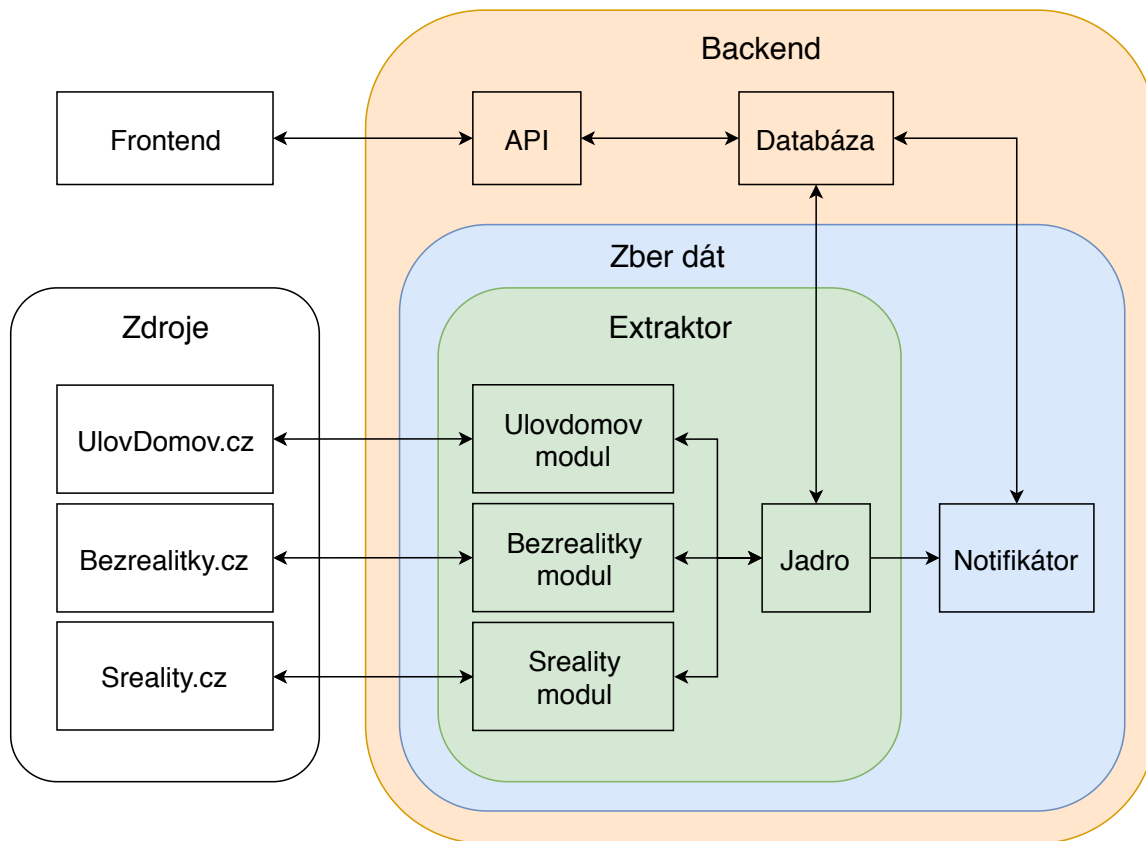 Backend
Frontend
API
Databáza
Zber dát
Zdroje
Extraktor
UlovDomov.cz
Ulovdomov
modul
Bezrealitky.cz
Bezrealitky
modul
Jadro
Notifikátor
Sreality.cz
Sreality
modul